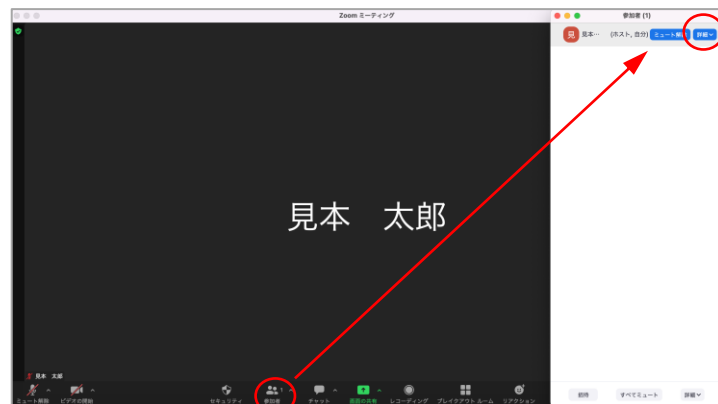 Zoom ミーティング
参加者 (1)
見 見本… (ホスト, 自分) ミュート解除 詳細
見本 太郎
見本 太郎
ミュート解除 ビデオの開始 セキュリティ 参加者 1 チャット 画面の共有 レコーディング ブレイクアウト ルーム リアクション
招待 すべてミュート 詳細